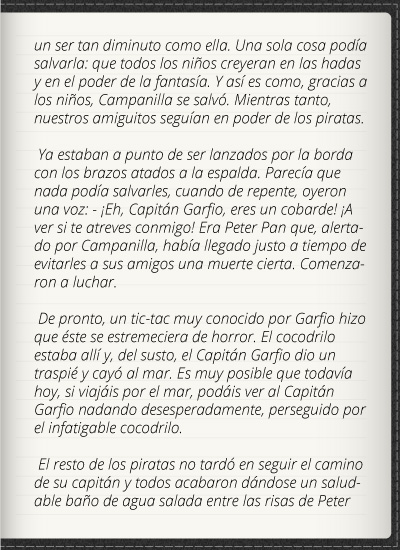 un ser tan diminuto como ella. Una sola cosa podía
salvarla: que todos los niños creyeran en las hadas
y en el poder de la fantasía. Y así es como, gracias a
los niños, Campanilla se salvó. Mientras tanto,
nuestros amiguitos seguían en poder de los piratas.
Ya estaban a punto de ser lanzados por la borda
con los brazos atados a la espalda. Parecía que
nada podía salvarles, cuando de repente, oyeron
una voz: - ¡Eh, Capitán Garfio, eres un cobarde! ¡A
ver si te atreves conmigo! Era Peter Pan que, alerta-
do por Campanilla, había llegado justo a tiempo de
evitarles a sus amigos una muerte cierta. Comenza-
ron a luchar.
De pronto, un tic-tac muy conocido por Garfio hizo
que éste se estremeciera de horror. El cocodrilo
estaba allí y, del susto, el Capitán Garfio dio un
traspié y cayó al mar. Es muy posible que todavía
hoy, si viajáis por el mar, podáis ver al Capitán
Garfio nadando desesperadamente, perseguido por
el infatigable cocodrilo.
El resto de los piratas no tardó en seguir el camino
de su capitán y todos acabaron dándose un salud-
able baño de agua salada entre las risas de Peter